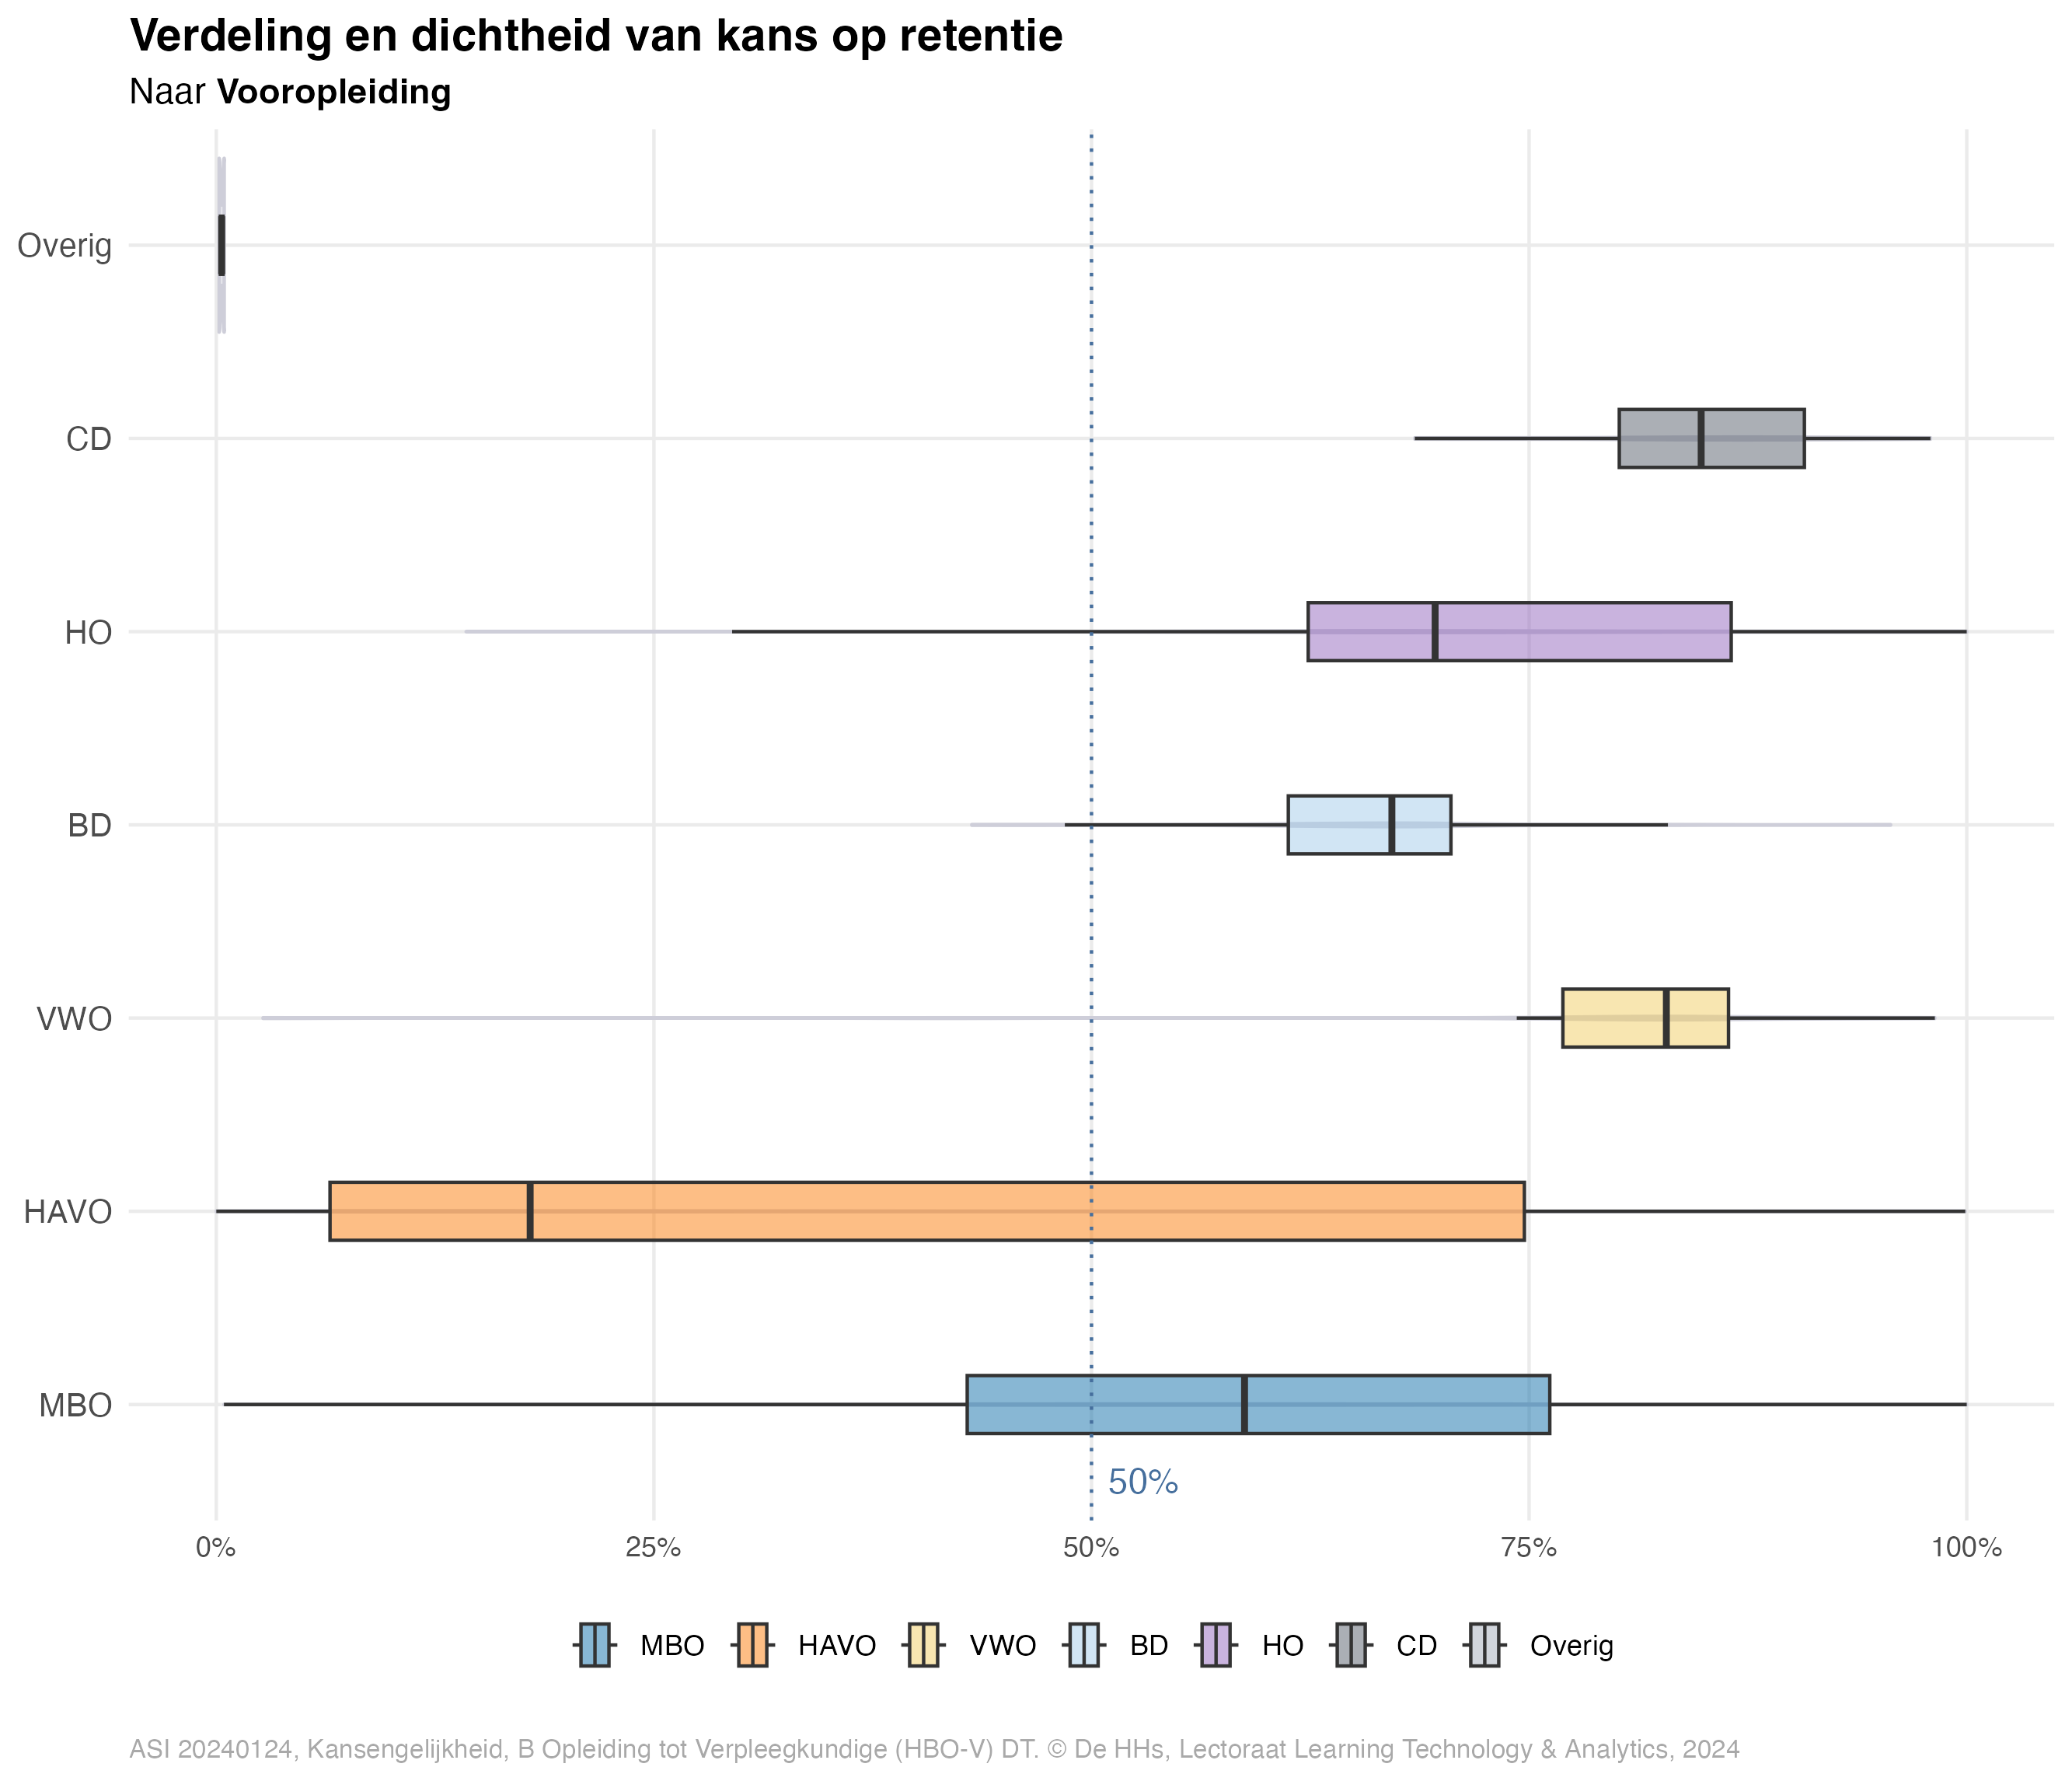 Verdeling en dichtheid van kans op retentie
Naar Vooropleiding
Overig
CD
HO
BD
VWO
HAVO
MBO
50%
0% 25% 50% 75% 100%
MBO HAVO VWO BD HO CD Overig
ASI 20240124, Kansengelijkheid, B Opleiding tot Verpleegkundige (HBO-V) DT. © De HHs, Lectoraat Learning Technology & Analytics, 2024